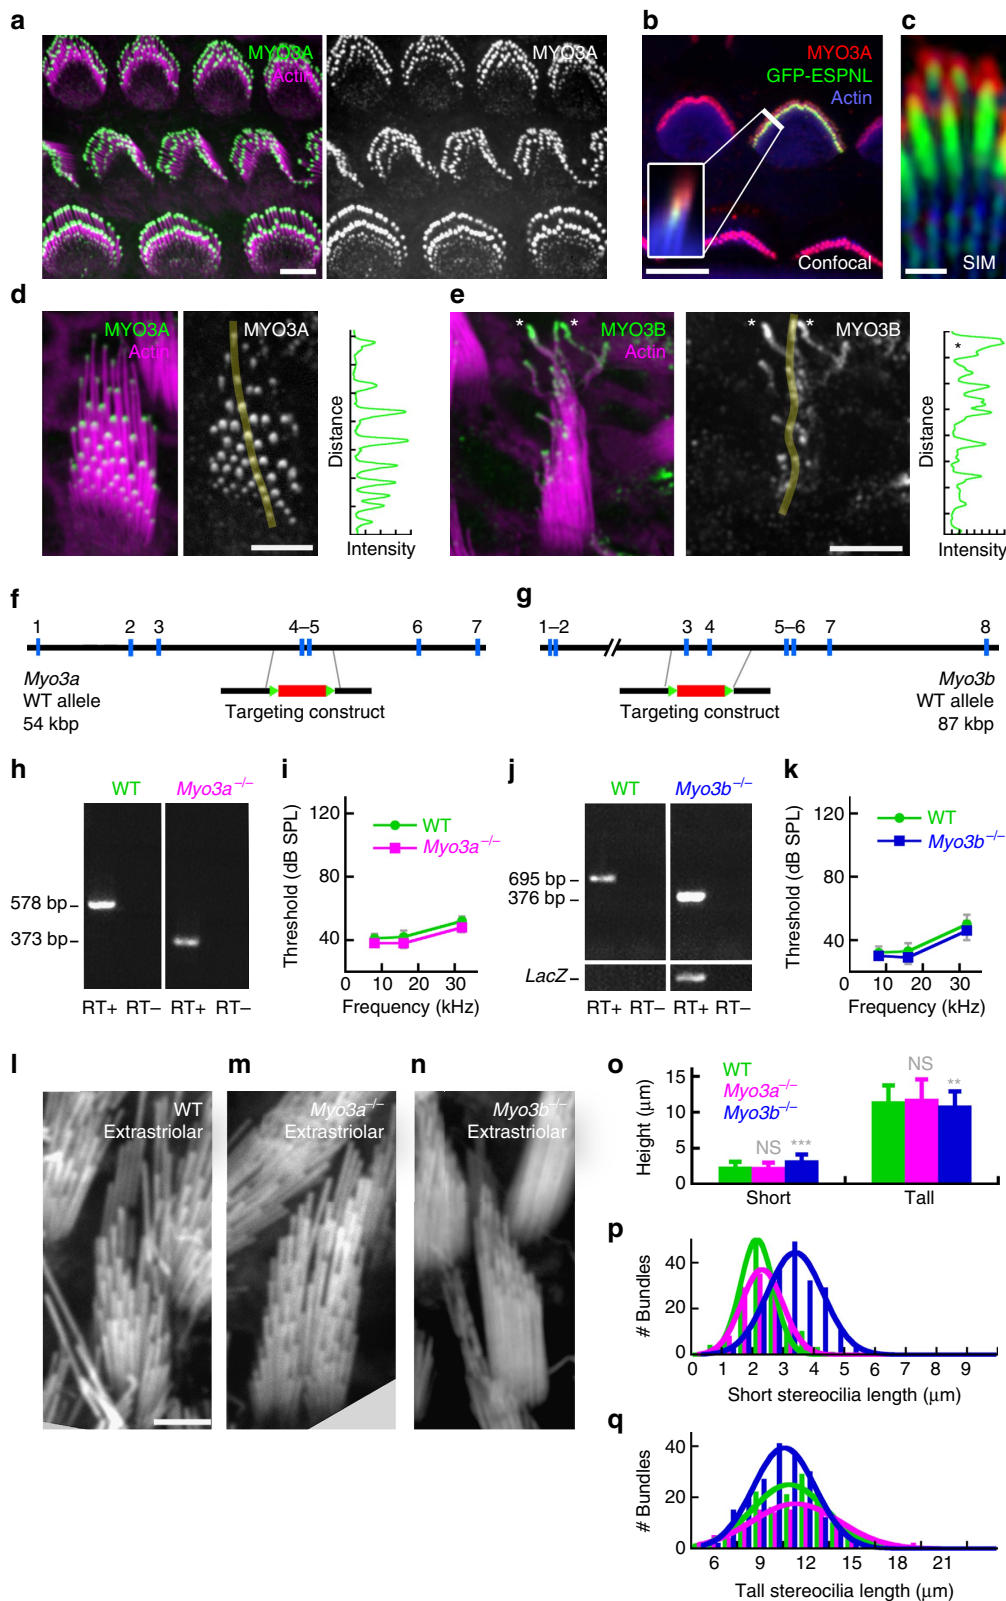 a
MYO3A
Actin
MYO3A
b
MYO3A
GFP-ESPNL
Actin
Confocal
c
SIM
d
MYO3A
Actin
MYO3A
Distance
Intensity
e
* *
MYO3B
Actin
* *
MYO3B
*
Distance
Intensity
f
1 2 3 4–5 6 7
Myo3a
WT allele
54 kbp
Targeting construct
g
1–2 3 4 5–6 7 8
Myo3b
WT allele
87 kbp
Targeting construct
h
WT Myo3a–/–
578 bp
373 bp
RT+ RT– RT+ RT–
i
120
80
40
Threshold (dB SPL)
WT
Myo3a–/–
0 10 20 30
Frequency (kHz)
j
WT Myo3b–/–
695 bp
376 bp
LacZ
RT+ RT– RT+ RT–
k
120
80
40
Threshold (dB SPL)
WT
Myo3b–/–
0 10 20 30
Frequency (kHz)
l
WT
Extrastriolar
m
Myo3a–/–
Extrastriolar
n
Myo3b–/–
Extrastriolar
o
WT
Myo3a–/–
Myo3b–/–
15
10
5
0
Height (μm)
NS ***
NS
**
Short Tall
p
40
20
0
# Bundles
0 1 2 3 4 5 6 7 8 9
Short stereocilia length (μm)
q
40
20
0
# Bundles
6 9 12 15 18 21
Tall stereocilia length (μm)